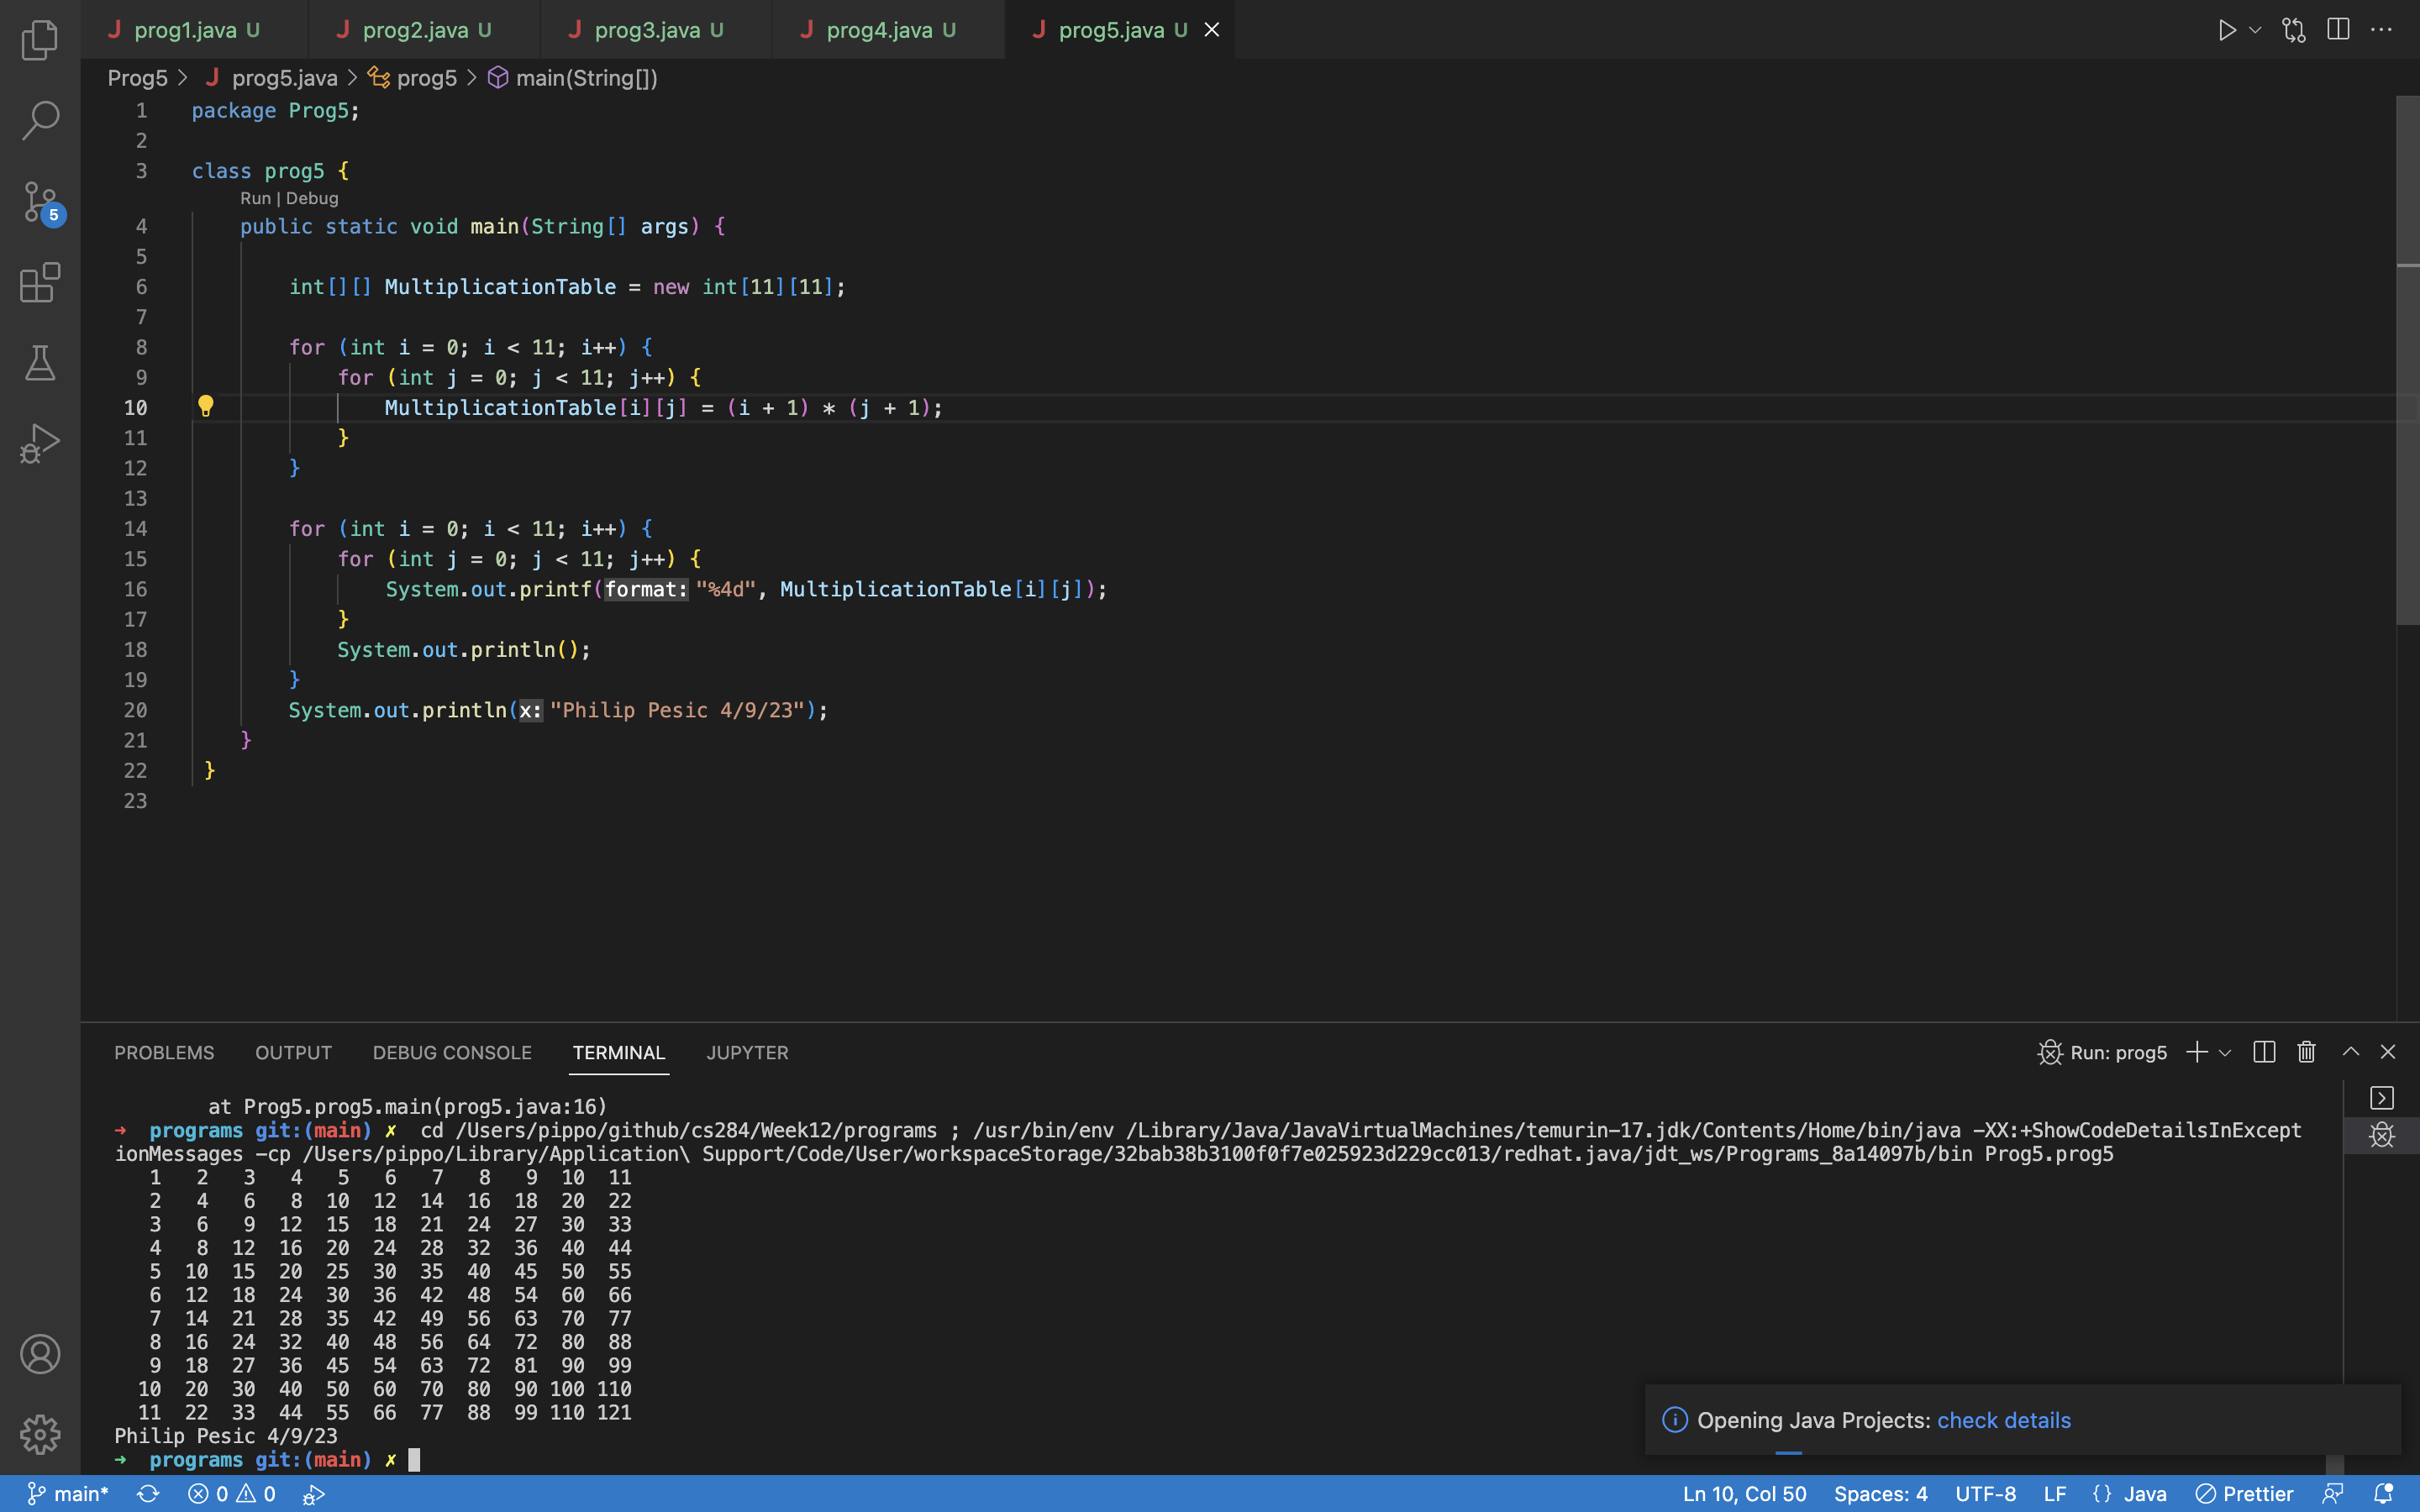 prog1.java U prog2.java U prog3.java U prog4.java U prog5.java U
Prog5 > prog5.java > prog5 > main(String[])
1 package Prog5;
2
3 class prog5 {
Run | Debug
4 public static void main(String[] args) {
5
6 int[][] MultiplicationTable = new int[11][11];
7
8 for (int i = 0; i < 11; i++) {
9 for (int j = 0; j < 11; j++) {
10 MultiplicationTable[i][j] = (i + 1) * (j + 1);
11 }
12 }
13
14 for (int i = 0; i < 11; i++) {
15 for (int j = 0; j < 11; j++) {
16 System.out.printf(format: "%4d", MultiplicationTable[i][j]);
17 }
18 System.out.println();
19 }
20 System.out.println(x: "Philip Pesic 4/9/23");
21 }
22 }
23
5
PROBLEMS OUTPUT DEBUG CONSOLE TERMINAL JUPYTER Run: prog5
at Prog5.prog5.main(prog5.java:16)
➜ programs git:(main) ✗ cd /Users/pippo/github/cs284/Week12/programs ; /usr/bin/env /Library/Java/JavaVirtualMachines/temurin-17.jdk/Contents/Home/bin/java -XX:+ShowCodeDetailsInExcept
ionMessages -cp /Users/pippo/Library/Application\ Support/Code/User/workspaceStorage/32bab38b3100f0f7e025923d229cc013/redhat.java/jdt_ws/Programs_8a14097b/bin Prog5.prog5
1 2 3 4 5 6 7 8 9 10 11
2 4 6 8 10 12 14 16 18 20 22
3 6 9 12 15 18 21 24 27 30 33
4 8 12 16 20 24 28 32 36 40 44
5 10 15 20 25 30 35 40 45 50 55
6 12 18 24 30 36 42 48 54 60 66
7 14 21 28 35 42 49 56 63 70 77
8 16 24 32 40 48 56 64 72 80 88
9 18 27 36 45 54 63 72 81 90 99
10 20 30 40 50 60 70 80 90 100 110
11 22 33 44 55 66 77 88 99 110 121
Philip Pesic 4/9/23
➜ programs git:(main) ✗
Opening Java Projects: check details
main* 0 0 Ln 10, Col 50 Spaces: 4 UTF-8 LF {} Java Prettier